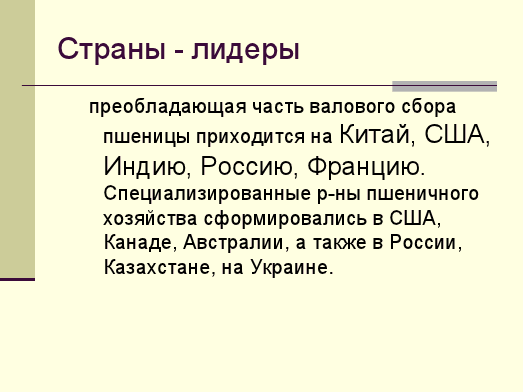 Страны - лидеры
преобладающая часть валового сбора
пшеницы приходится на Китай, США,
Индию, Россию, Францию.
Специализированные р-ны пшеничного
хозяйства сформировались в США,
Канаде, Австралии, а также в России,
Казахстане, на Украине.